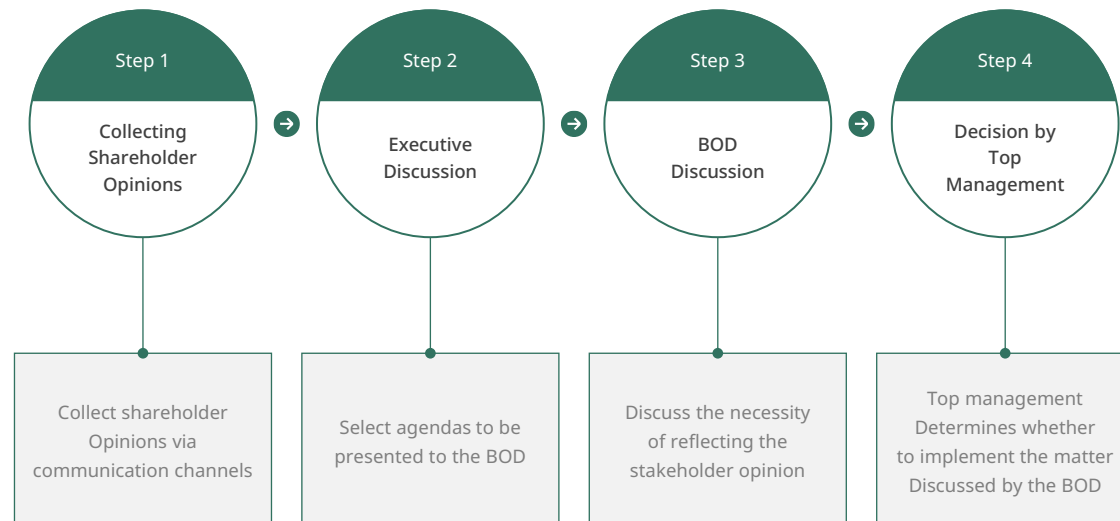 Step 1
Collecting
Shareholder
Opinions
Step 2
Executive
Discussion
Step 3
BOD
Discussion
Step 4
Decision by
Top
Management
Collect shareholder
Opinions via
communication channels
Select agendas to be
presented to the BOD
Discuss the necessity
of reflecting the
stakeholder opinion
Top management
Determines whether
to implement the matter
Discussed by the BOD